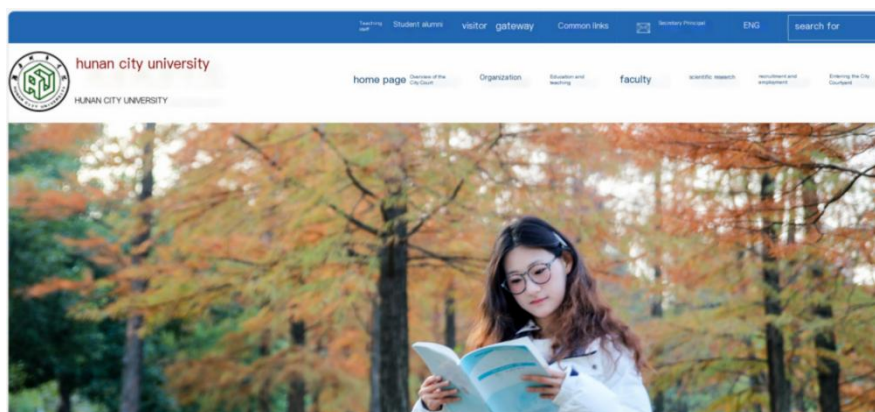 Teaching staff
Student alumni
visitor gateway
Common links
Secretary Principal
ENG
search for
hunan city university
HUNAN CITY UNIVERSITY
home page
Overview of the City Court
Organization
Education and teaching
faculty
scientific research
recruitment and employment
Entering the City Courtyard